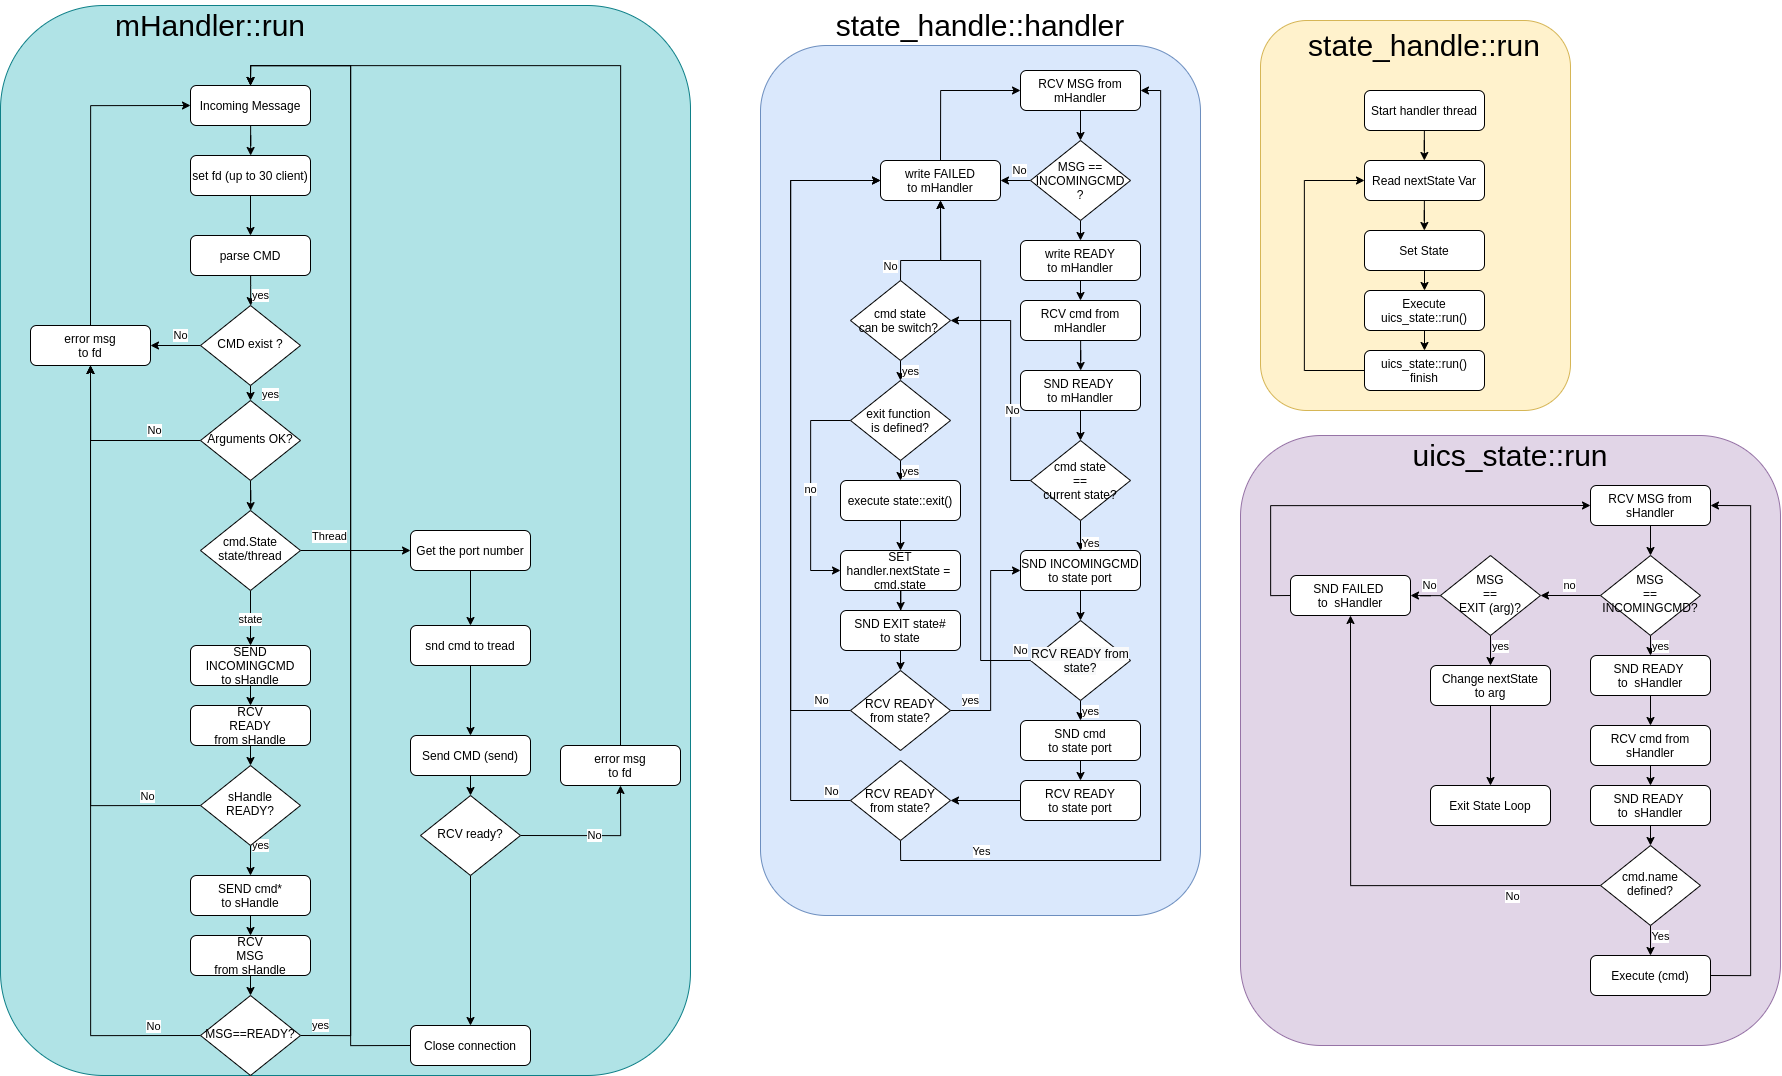 mHandler::run
Incoming Message
set fd (up to 30 client)
parse CMD
yes
CMD exist ?
No
error msg
to fd
yes
Arguments OK?
No
cmd.State
state/thread
Thread
Get the port number
state
SEND
INCOMINGCMD
to sHandle
snd cmd to tread
RCV
READY
from sHandle
Send CMD (send)
error msg
to fd
sHandle
READY?
No
yes
RCV ready?
No
SEND cmd*
to sHandle
RCV
MSG
from sHandle
MSG==READY?
No
yes
Close connection
state_handle::handler
RCV MSG from
mHandler
MSG ==
INCOMINGCMD
?
No
write FAILED
to mHandler
write READY
to mHandler
No
cmd state
can be switch?
RCV cmd from
mHandler
yes
SND READY
to mHandler
exit function
is defined?
No
yes
no
cmd state
==
current state?
execute state::exit()
Yes
SET
handler.nextState =
cmd.state
SND INCOMINGCMD
to state port
SND EXIT state#
to state
No
RCV READY from
state?
RCV READY
from state?
No
yes
yes
SND cmd
to state port
RCV READY
from state?
No
RCV READY
to state port
Yes
state_handle::run
Start handler thread
Read nextState Var
Set State
Execute
uics_state::run()
uics_state::run()
finish
uics_state::run
RCV MSG from
sHandler
MSG
==
INCOMINGCMD?
no
MSG
==
EXIT (arg)?
No
SND FAILED
to  sHandler
yes
yes
Change nextState
to arg
SND READY
to  sHandler
RCV cmd from
sHandler
Exit State Loop
SND READY
to  sHandler
cmd.name
defined?
No
Yes
Execute (cmd)